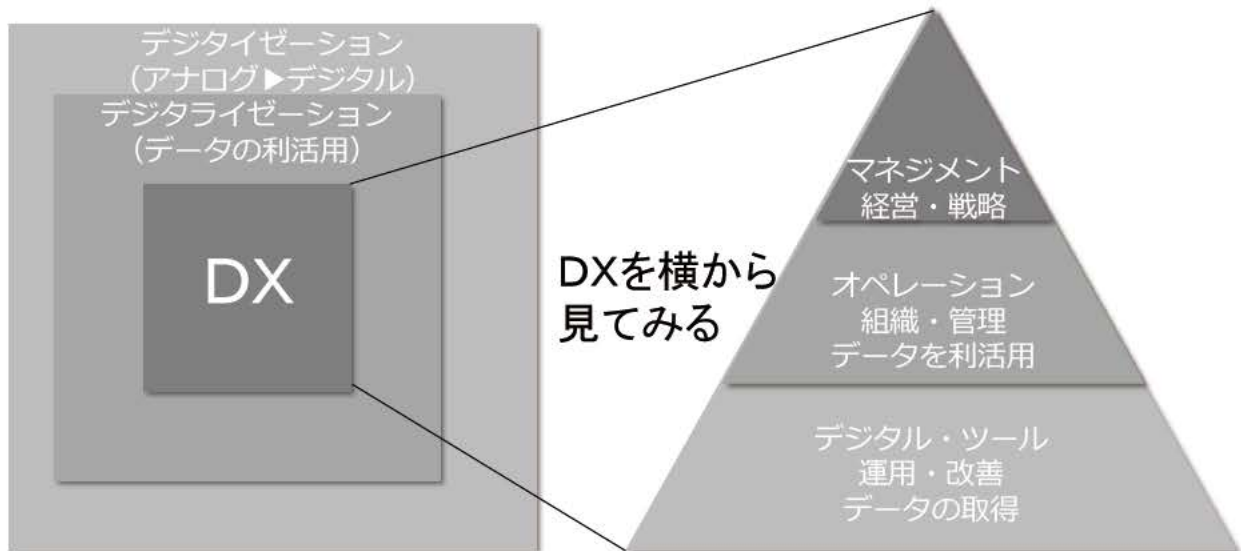 デジタイゼーション
（アナログ▶デジタル）
デジタライゼーション
（データの利活用）
DX
DXを横から
見てみる
マネジメント
経営・戦略
オペレーション
組織・管理
データを利活用
デジタル・ツール
運用・改善
データの取得